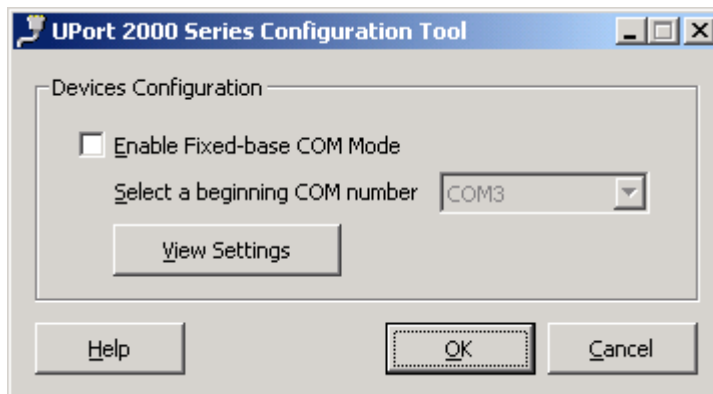 UPort 2000 Series Configuration Tool
Devices Configuration
Enable Fixed-base COM Mode
Select a beginning COM number COM3
View Settings
Help OK Cancel